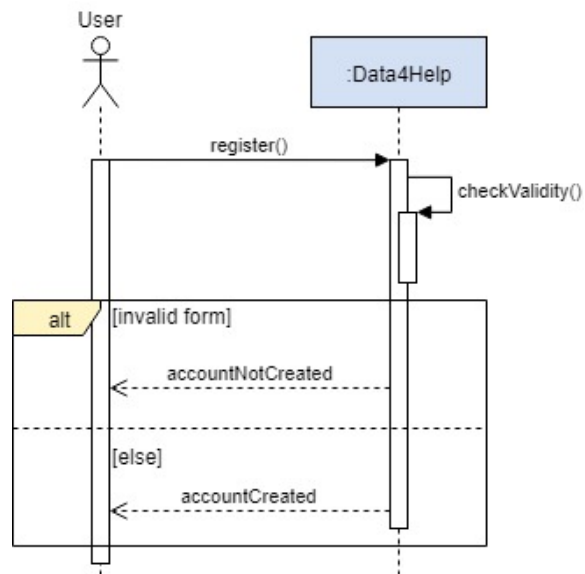 User
:Data4Help
register()
checkValidity()
alt
[invalid form]
accountNotCreated
[else]
accountCreated